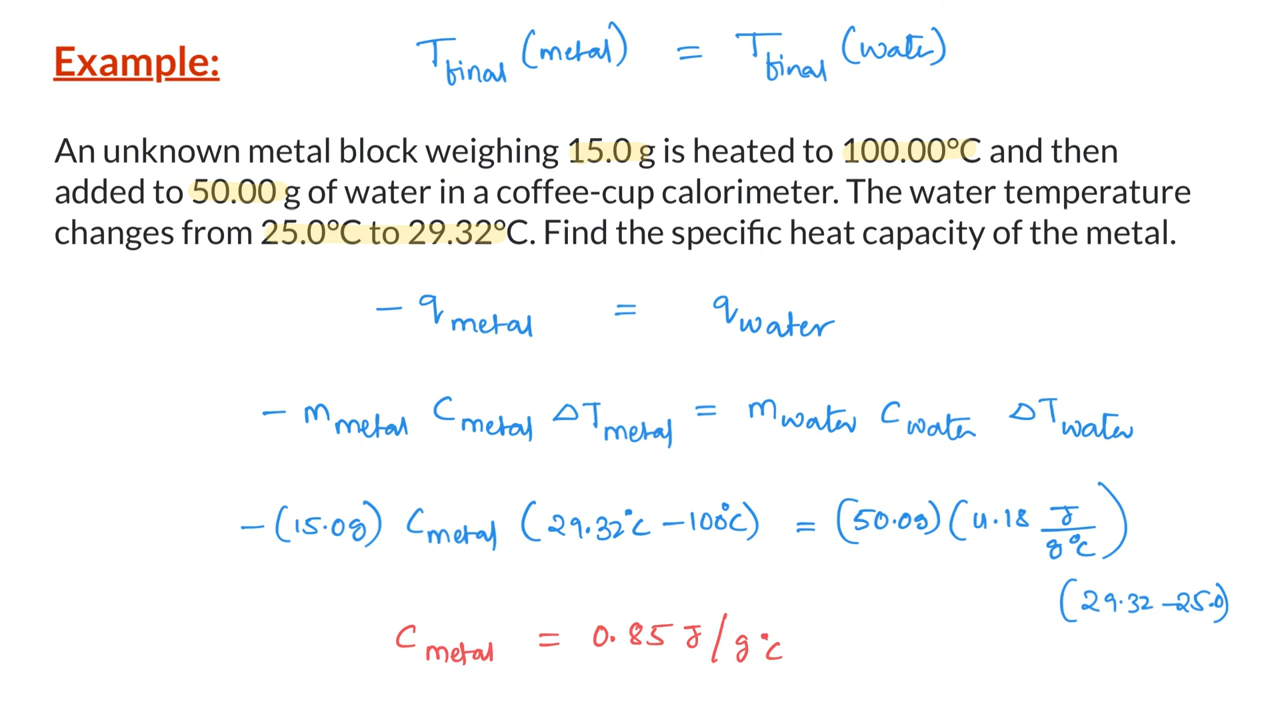 Example:
T final (metal) = T final (water)
An unknown metal block weighing 15.0 g is heated to 100.00°C and then
added to 50.00 g of water in a coffee-cup calorimeter. The water temperature
changes from 25.0°C to 29.32°C. Find the specific heat capacity of the metal.
- q metal = q water
- m metal C metal ΔT metal = m water C water ΔT water
-(15.0g) C metal (29.32°C - 100°C) = (50.0g) (4.18 J/g°C)
(29.32 - 25.0)
C metal = 0.85 J/g°C